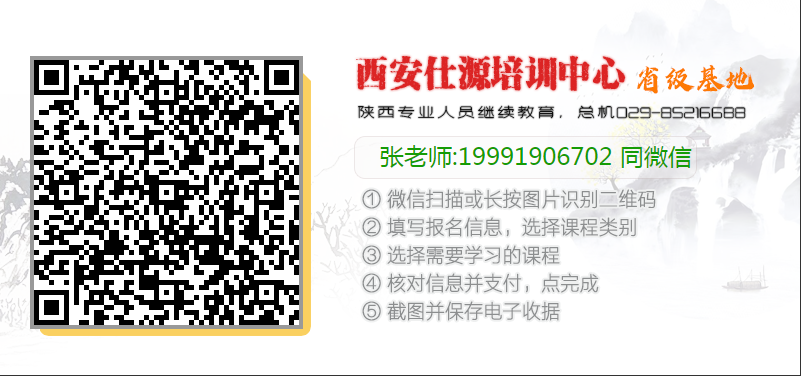 西安仕源培训中心 省级基地
陕西专业人员继续教育，总机029-85216688
张老师:19991906702 同微信
① 微信扫描或长按图片识别二维码
② 填写报名信息，选择课程类别
③ 选择需要学习的课程
④ 核对信息并支付，点完成
⑤ 截图并保存电子收据